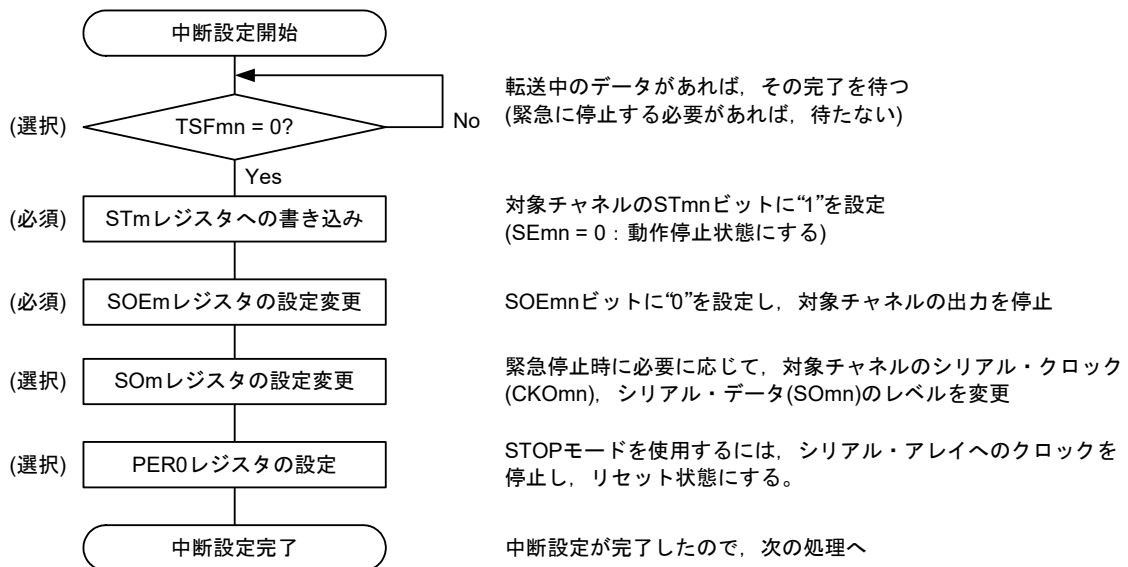 中断設定開始
転送中のデータがあれば，その完了を待つ
(緊急に停止する必要があれば，待たない)
(選択)
TSFmn = 0?
No
Yes
(必須)
STmレジスタへの書き込み
対象チャネルのSTmnビットに“1”を設定
(SEmn = 0：動作停止状態にする)
(必須)
SOEmレジスタの設定変更
SOEmnビットに“0”を設定し，対象チャネルの出力を停止
(選択)
SOmレジスタの設定変更
緊急停止時に必要に応じて，対象チャネルのシリアル・クロック
(CKOmn)，シリアル・データ(SOmn)のレベルを変更
(選択)
PER0レジスタの設定
STOPモードを使用するには，シリアル・アレイへのクロックを
停止し，リセット状態にする。
中断設定完了
中断設定が完了したので，次の処理へ